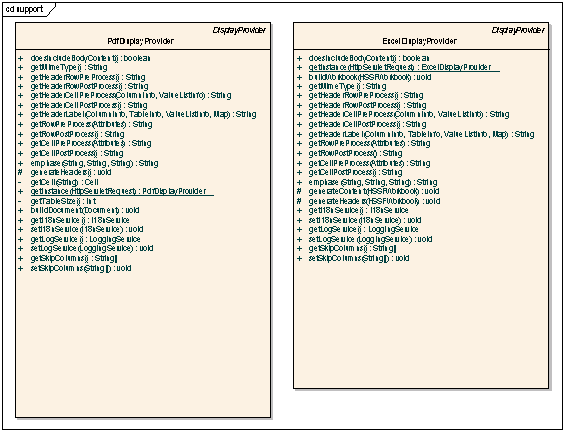 cd support
DisplayProvider
PdfDisplayProvider
+ doesIncludeBodyContent() : boolean
+ getMimeType() : String
+ getHeaderRowPreProcess() : String
+ getHeaderRowPostProcess() : String
+ getHeaderCellPreProcess(ColumnInfo, ValueListInfo) : String
+ getHeaderCellPostProcess() : String
+ getHeaderLabel(ColumnInfo, TableInfo, ValueListInfo, Map) : String
+ getRowPreProcess(Attributes) : String
+ getRowPostProcess() : String
+ getCellPreProcess(Attributes) : String
+ getCellPostProcess() : String
+ emphase(String, String, String) : String
# generateHeaders() : void
- getCell(String) : Cell
+ getInstance(HttpServletRequest) : PdfDisplayProvider
- getTableSize() : int
+ buildDocument(Document) : void
+ getI18nService() : I18nService
+ setI18nService(I18nService) : void
+ getLogService() : LoggingService
+ setLogService(LoggingService) : void
+ getSkipColumns() : String[]
+ setSkipColumns(String[]) : void
DisplayProvider
ExcelDisplayProvider
+ doesIncludeBodyContent() : boolean
+ getInstance(HttpServletRequest) : ExcelDisplayProvider
+ buildWorkbook(HSSFWorkbook) : void
+ getMimeType() : String
+ getHeaderRowPreProcess() : String
+ getHeaderRowPostProcess() : String
+ getHeaderCellPreProcess(ColumnInfo, ValueListInfo) : String
+ getHeaderCellPostProcess() : String
+ getHeaderLabel(ColumnInfo, TableInfo, ValueListInfo, Map) : String
+ getRowPreProcess(Attributes) : String
+ getRowPostProcess() : String
+ getCellPreProcess(Attributes) : String
+ getCellPostProcess() : String
+ emphase(String, String, String) : String
# generateContent(HSSFWorkbook) : void
# generateHeaders(HSSFWorkbook) : void
+ getI18nService() : I18nService
+ setI18nService(I18nService) : void
+ getLogService() : LoggingService
+ setLogService(LoggingService) : void
+ getSkipColumns() : String[]
+ setSkipColumns(String[]) : void